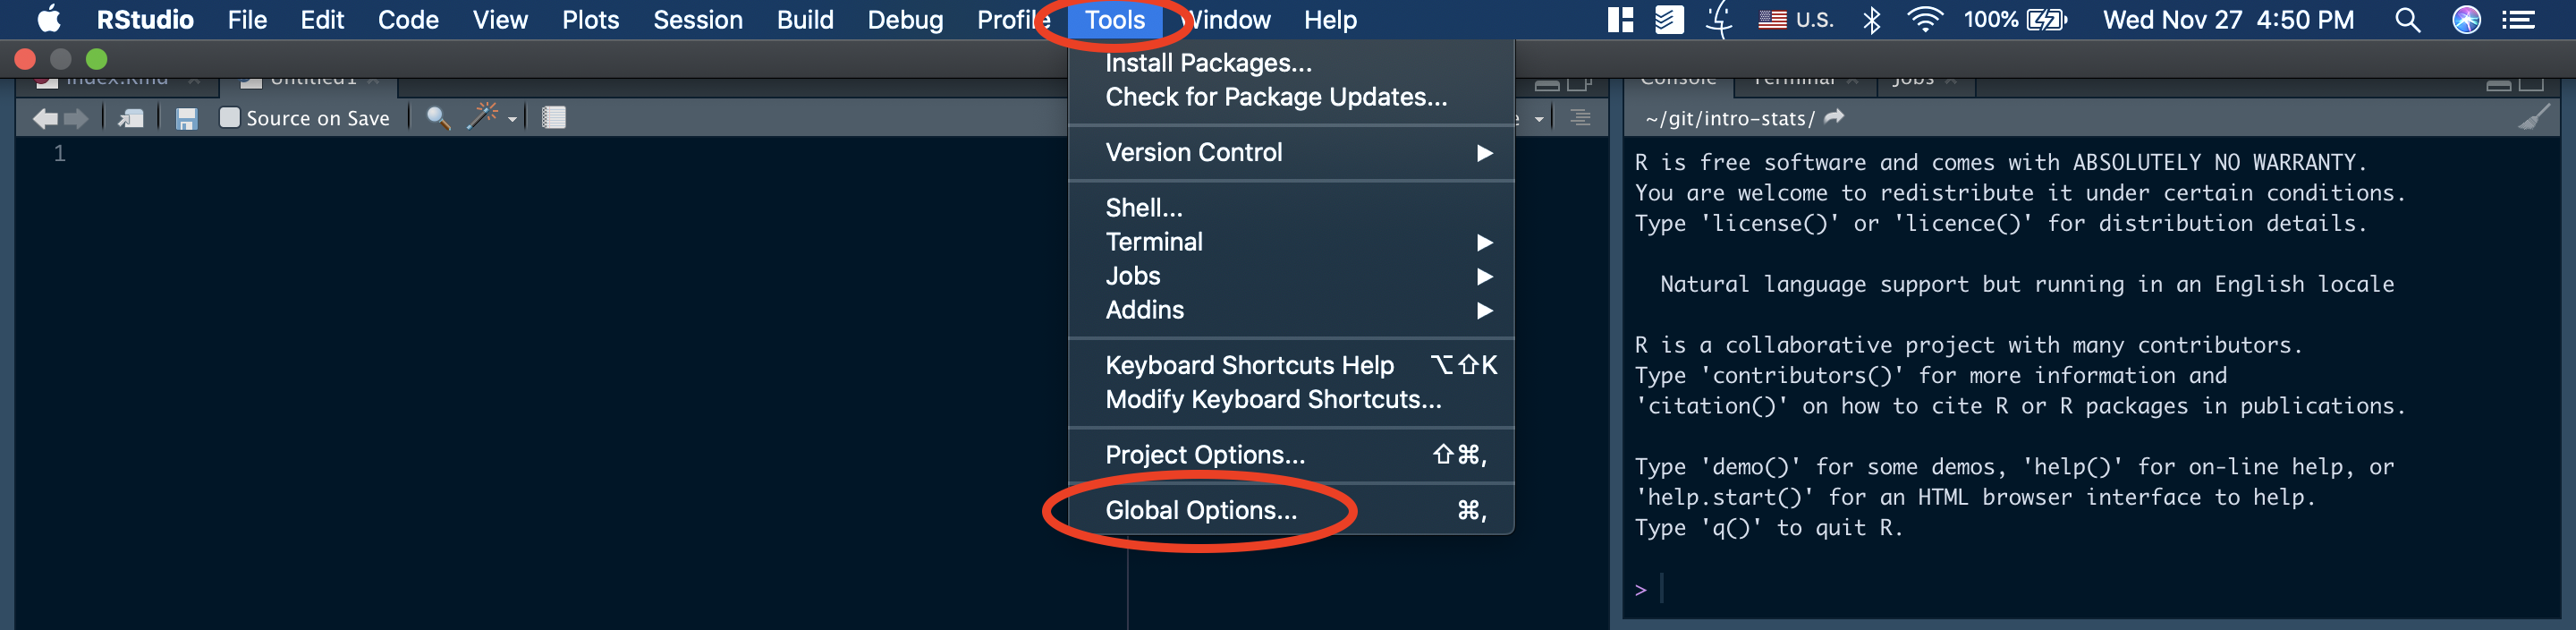 RStudio File Edit Code View Plots Session Build Debug Profile Tools Window Help U.S. 100% Wed Nov 27 4:50 PM
index.Rmd Untitled1
Source on Save
1
Install Packages...
Check for Package Updates...
Version Control
Shell...
Terminal
Jobs
Addins
Keyboard Shortcuts Help ⌥⇧K
Modify Keyboard Shortcuts...
Project Options... ⇧⌘,
Global Options... ⌘,
Console Terminal Jobs
~/git/intro-stats/
R is free software and comes with ABSOLUTELY NO WARRANTY.
You are welcome to redistribute it under certain conditions.
Type 'license()' or 'licence()' for distribution details.
Natural language support but running in an English locale
R is a collaborative project with many contributors.
Type 'contributors()' for more information and
'citation()' on how to cite R or R packages in publications.
Type 'demo()' for some demos, 'help()' for on-line help, or
'help.start()' for an HTML browser interface to help.
Type 'q()' to quit R.
>